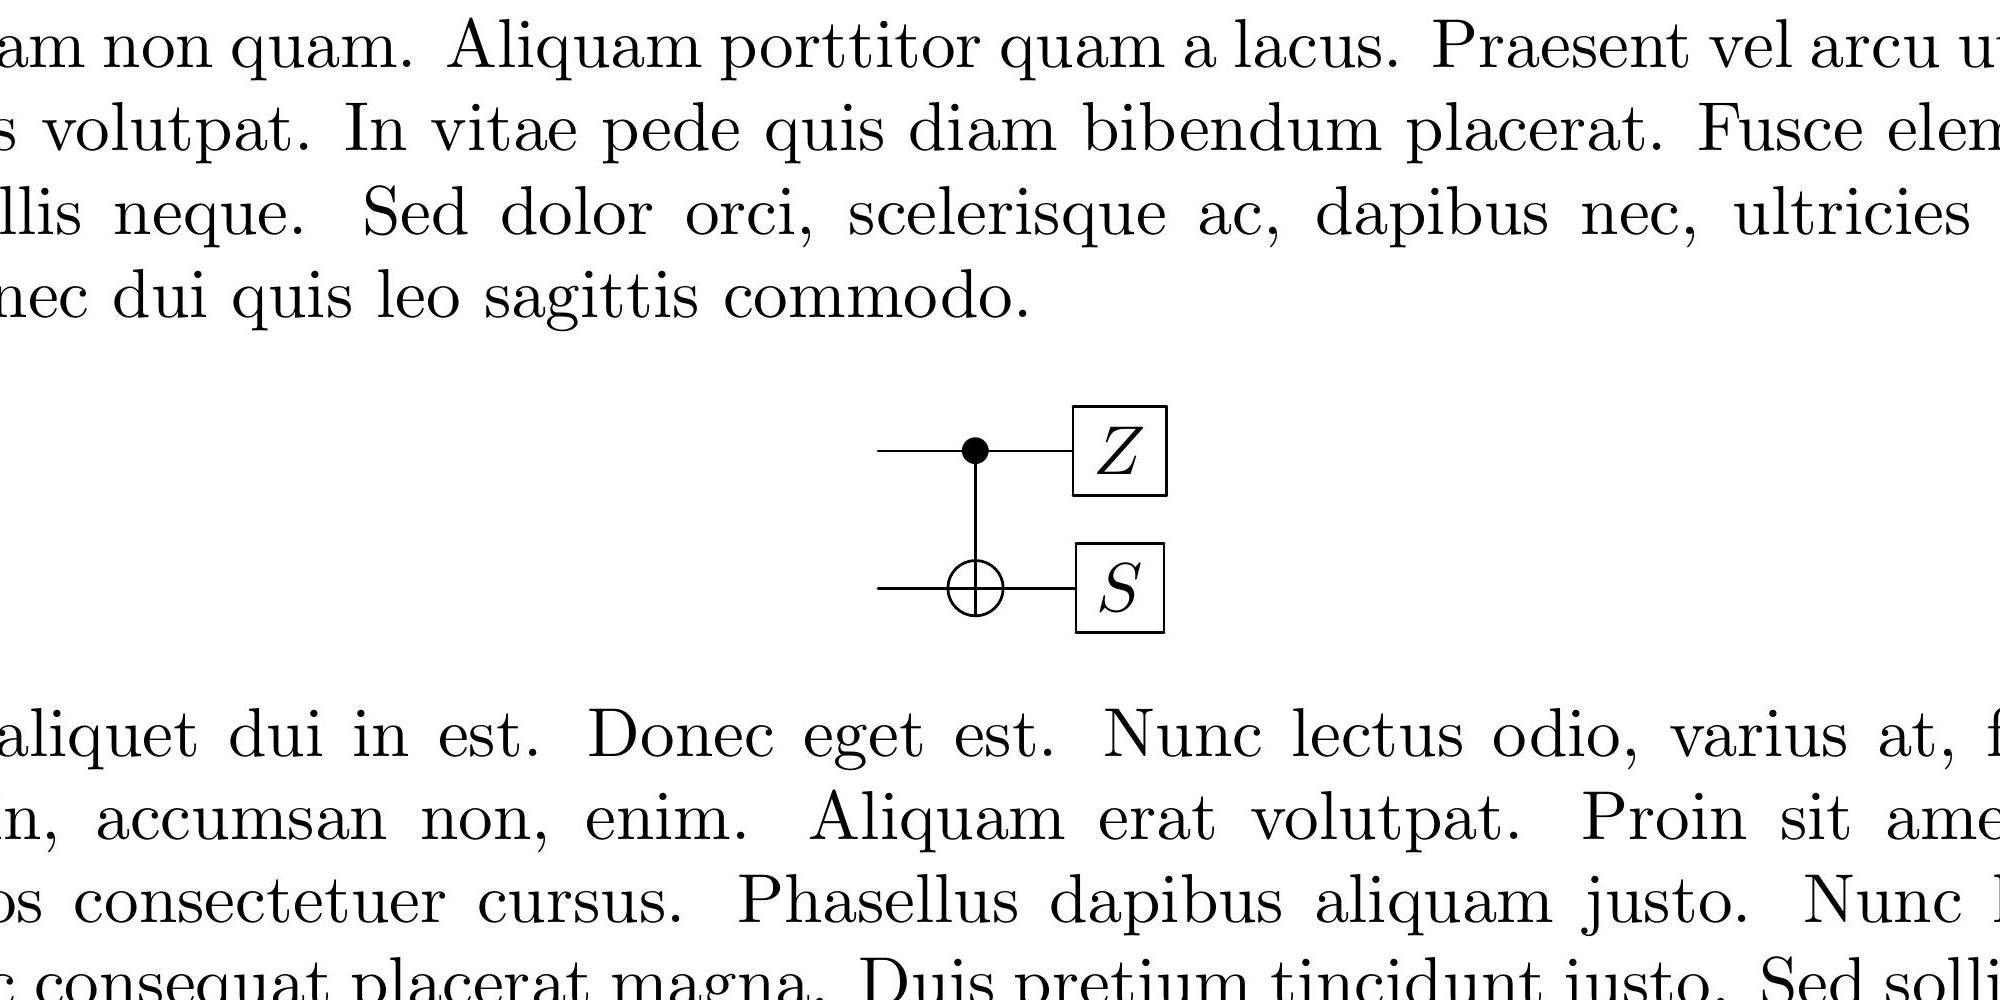 am non quam. Aliquam porttitor quam a lacus. Praesent vel arcu u
s volutpat. In vitae pede quis diam bibendum placerat. Fusce elem
llis neque. Sed dolor orci, scelerisque ac, dapibus nec, ultricies
nec dui quis leo sagittis commodo.
Z
S
aliquet dui in est. Donec eget est. Nunc lectus odio, varius at, f
in, accumsan non, enim. Aliquam erat volutpat. Proin sit ame
os consectetuer cursus. Phasellus dapibus aliquam justo. Nunc l
c consequat placerat magna. Duis pretium tincidunt justo. Sed solli